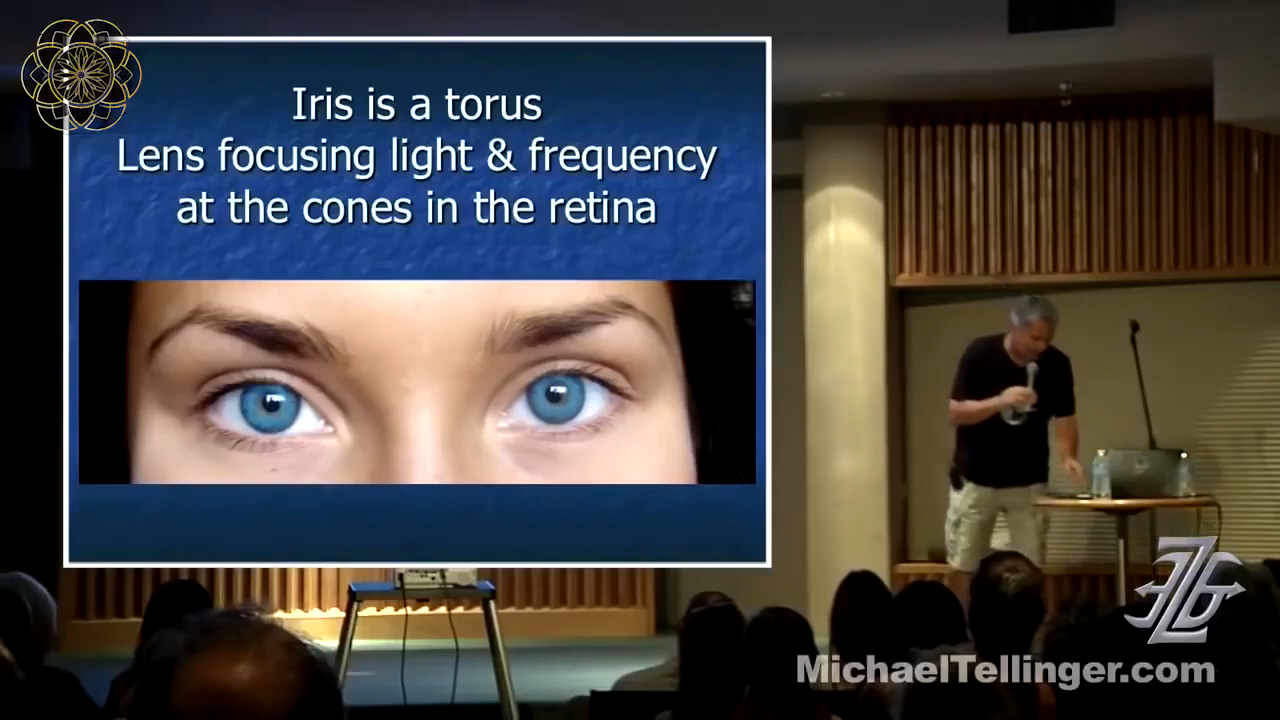 Iris is a torus
Lens focusing light & frequency
at the cones in the retina
MichaelTellinger.com